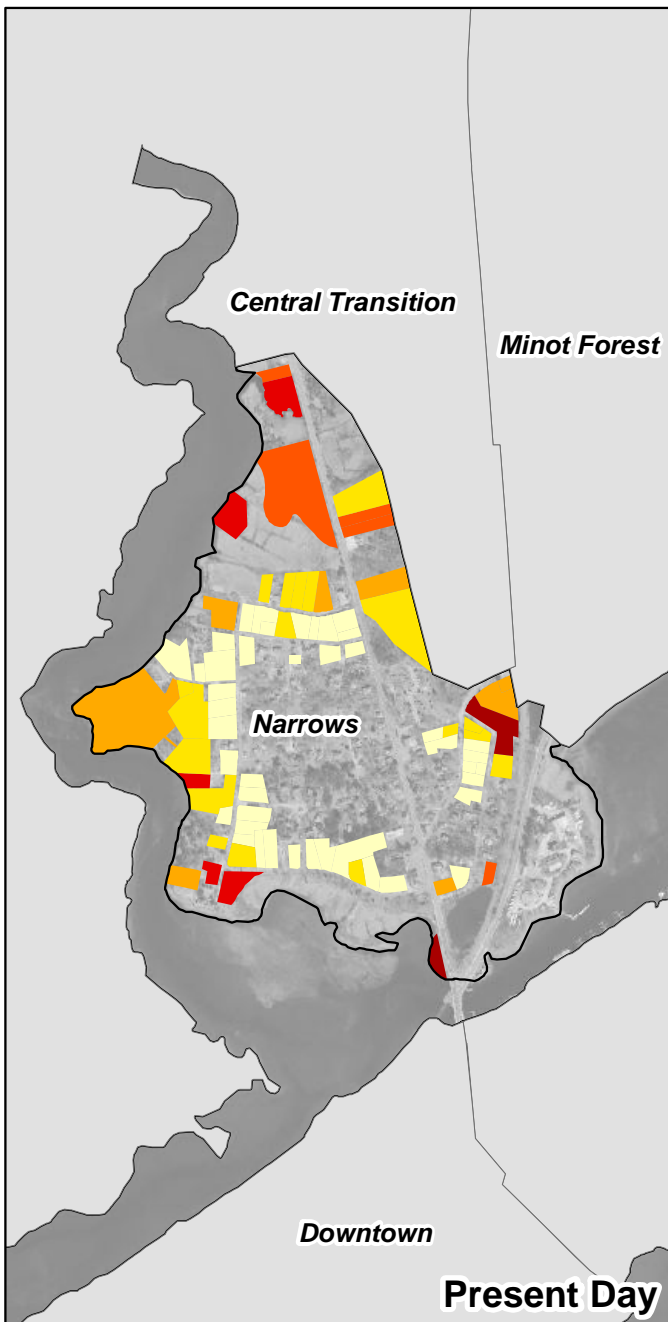 Central Transition
Minot Forest
Narrows
Downtown
Present Day